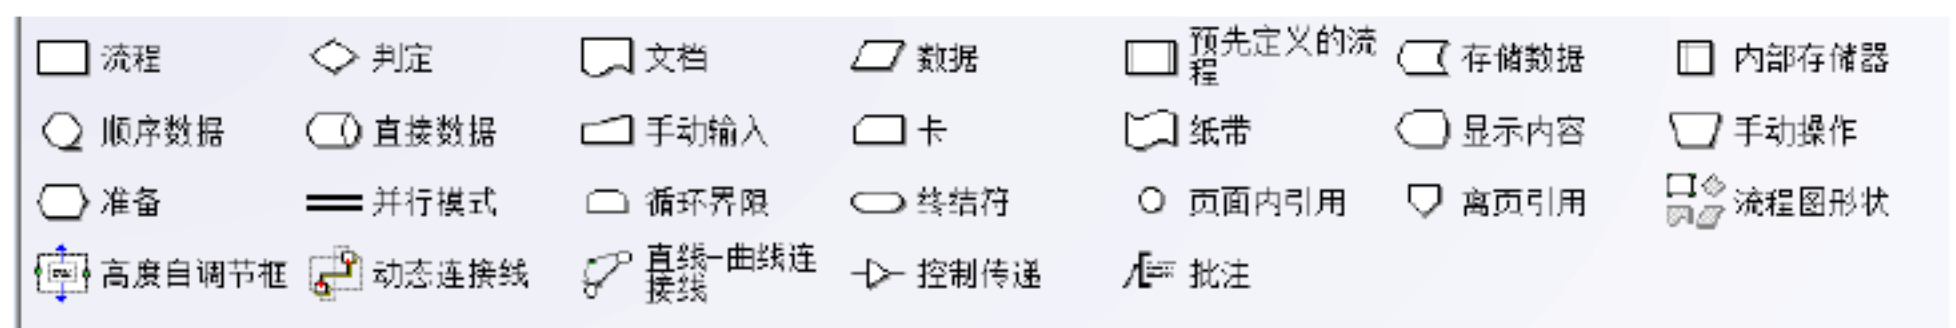 流程 判定 文档 数据 预先定义的流程 存储数据 内部存储器
顺序数据 直接数据 手动输入 卡 纸带 显示内容 手动操作
准备 并行模式 循环界限 终结符 页面内引用 离页引用 流程图形状
高度自调节框 动态连接线 直线-曲线连接线 控制传递 批注